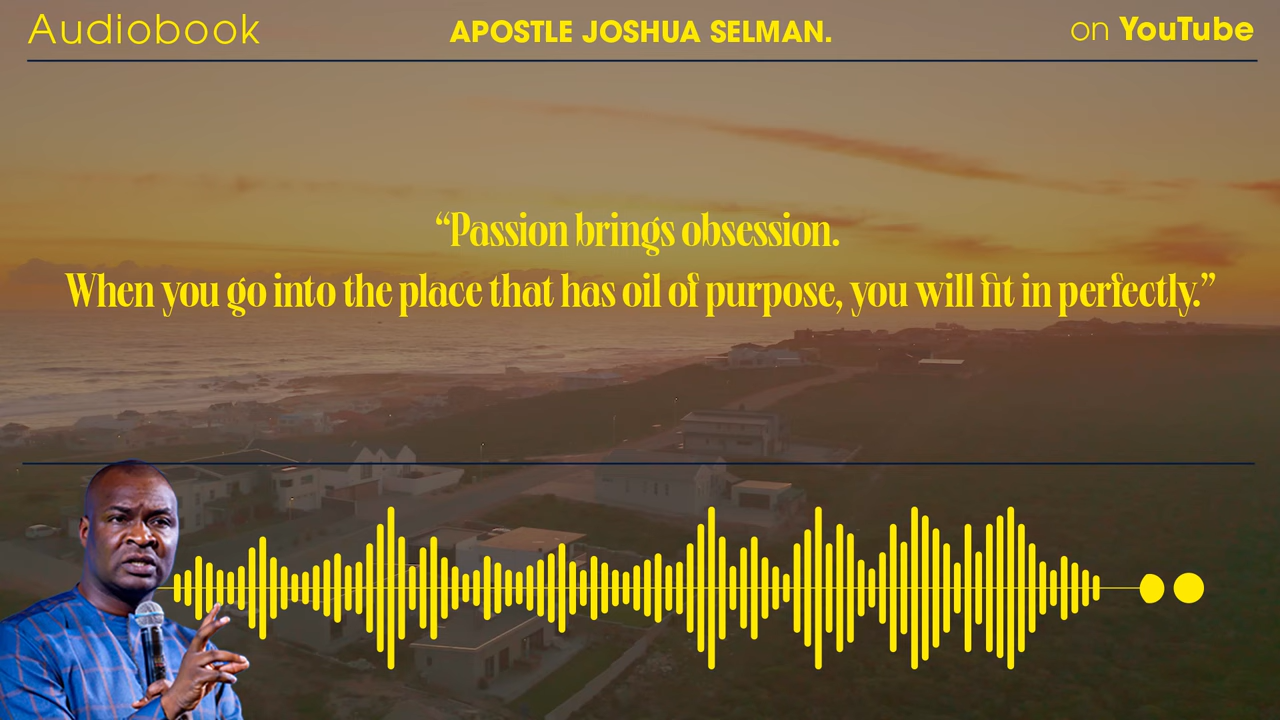 Audiobook
APOSTLE JOSHUA SELMAN.
on YouTube
“Passion brings obsession.
When you go into the place that has oil of purpose, you will fit in perfectly.”